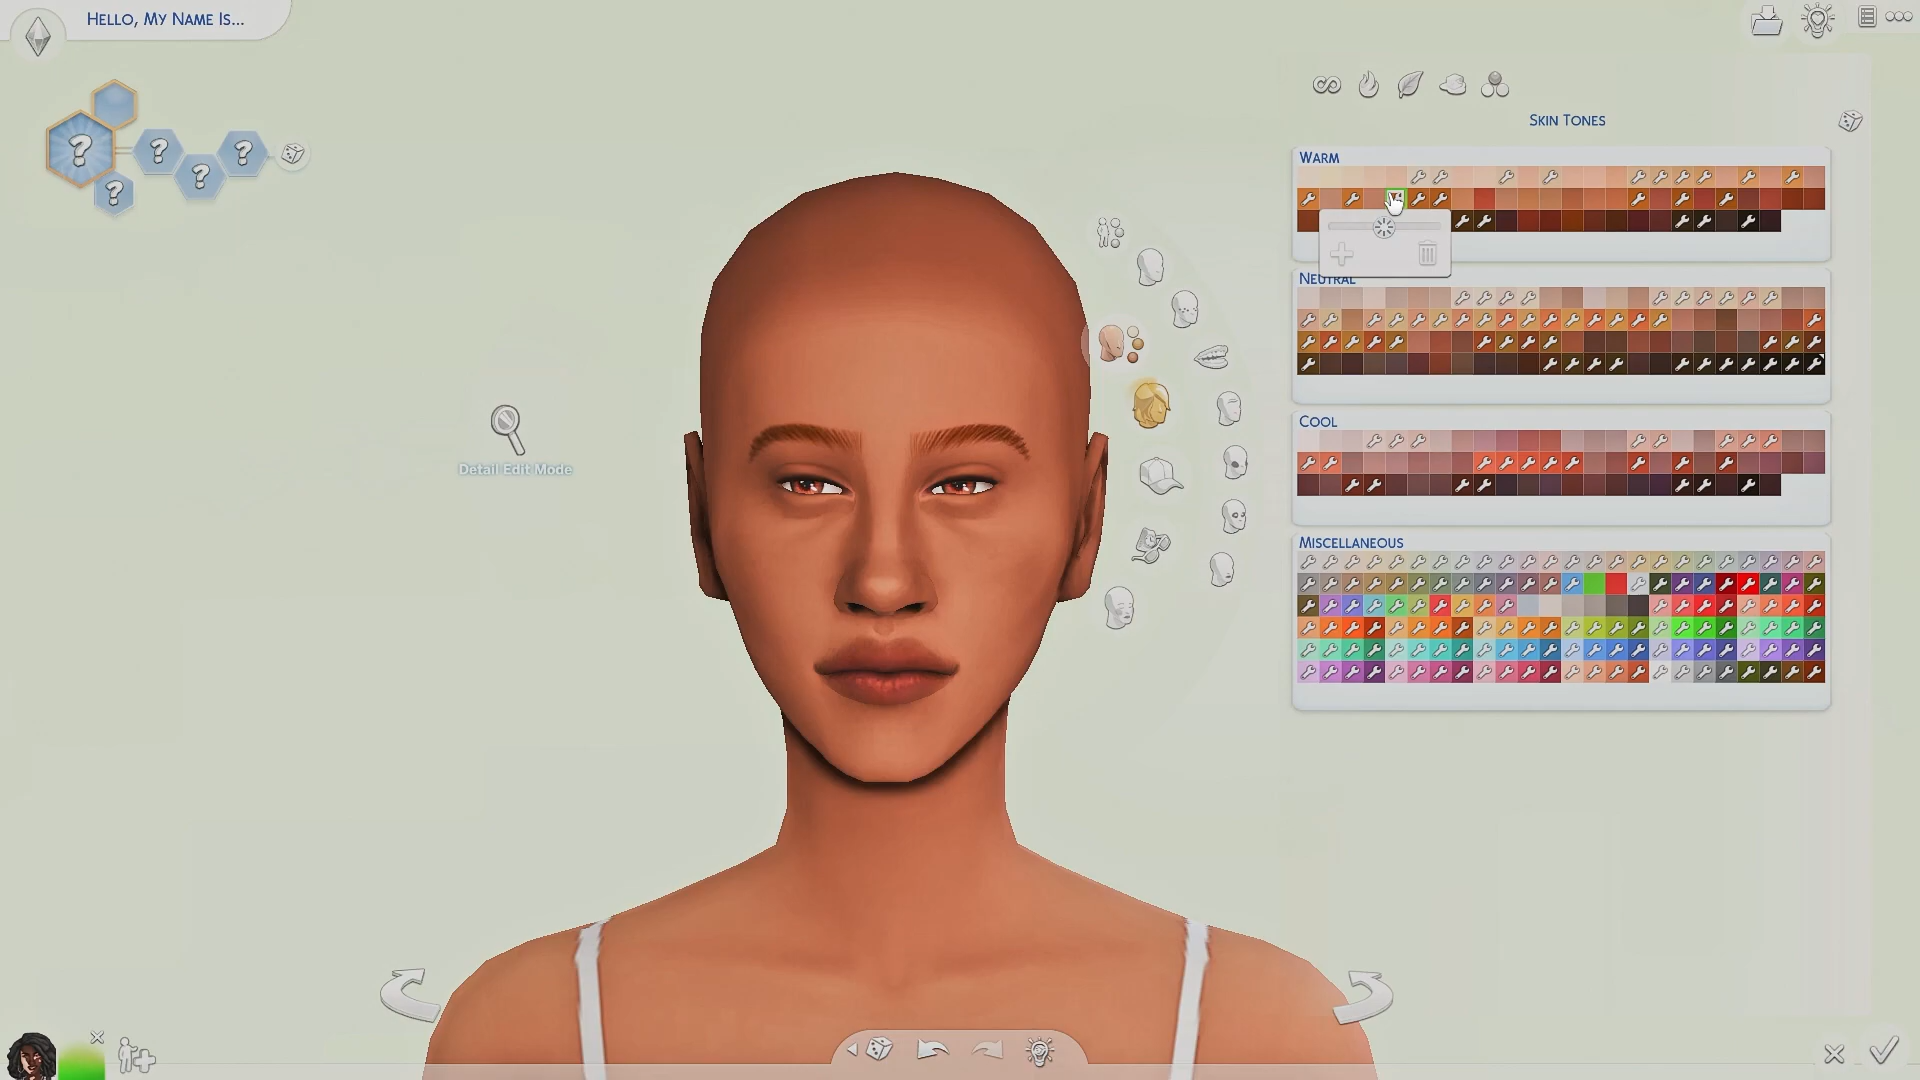 Hello, My Name Is...
Skin Tones
Warm
Neutral
Detail Edit Mode
Cool
Miscellaneous